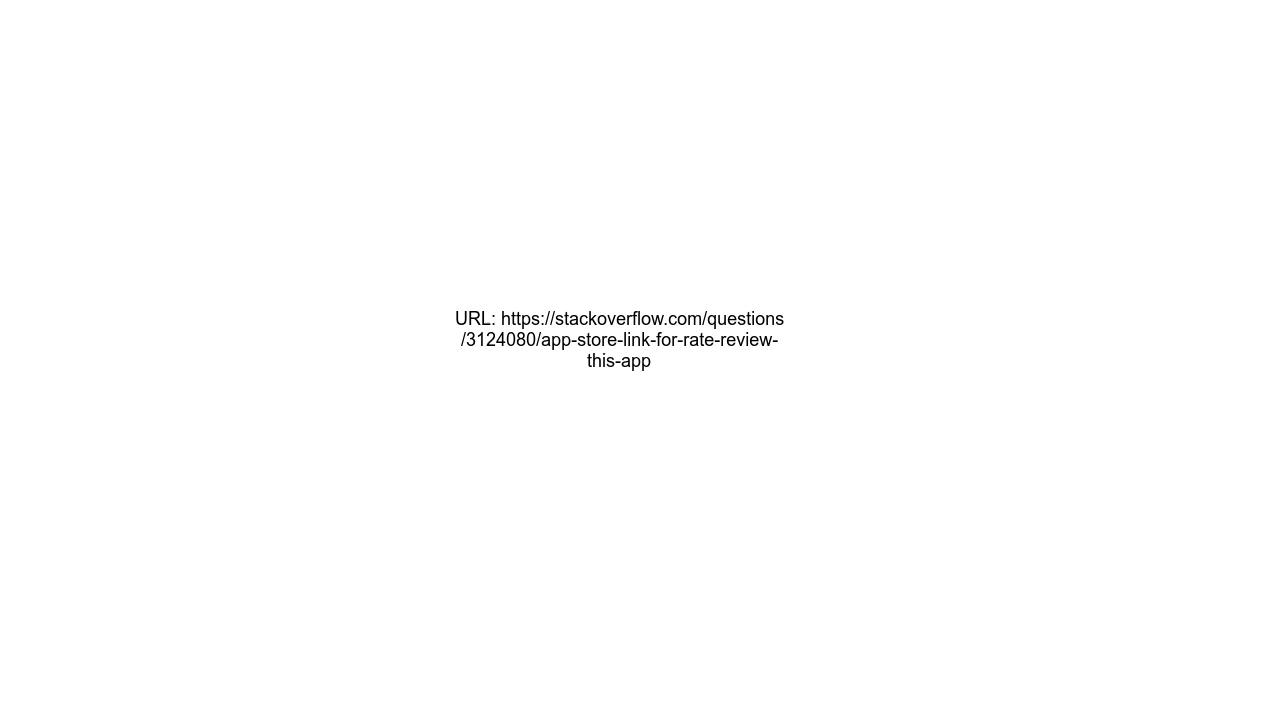 URL: https://stackoverflow.com/questions
/3124080/app-store-link-for-rate-review-
this-app